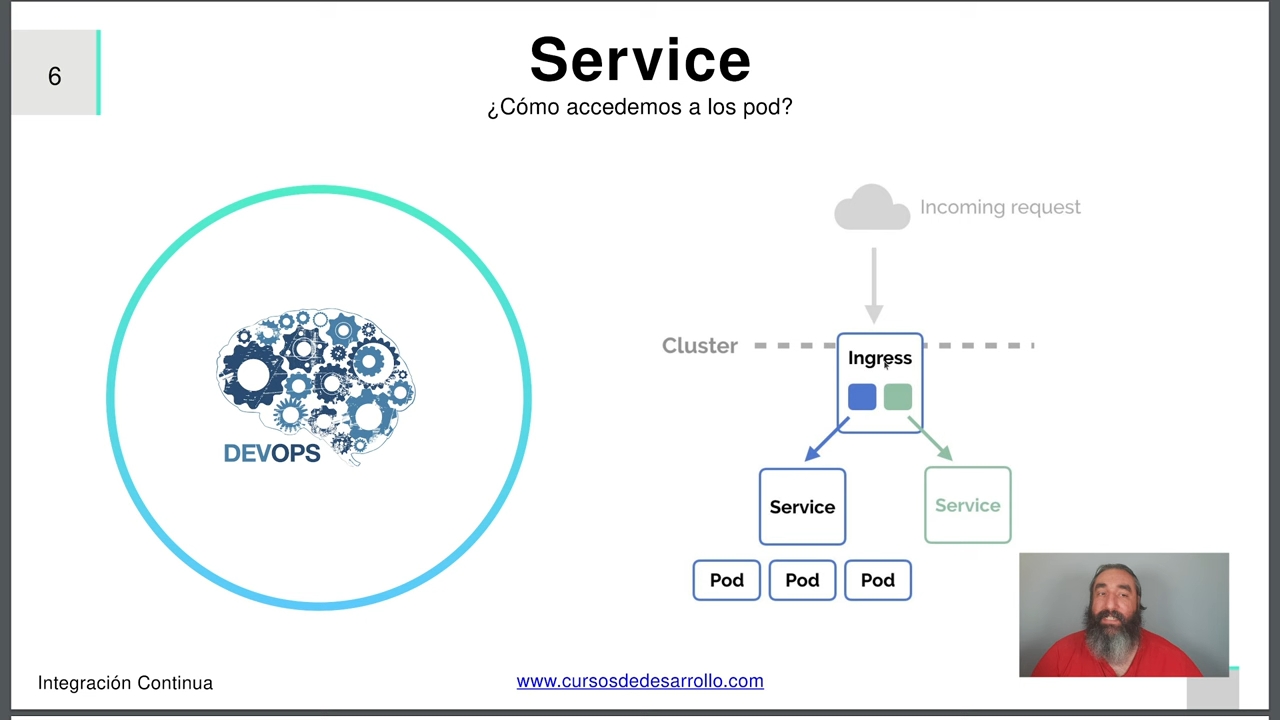 6
Service
¿Cómo accedemos a los pod?
Incoming request
Cluster
Ingress
DEVOPS
Service
Service
Pod
Pod
Pod
Integración Continua
www.cursosdedesarrollo.com